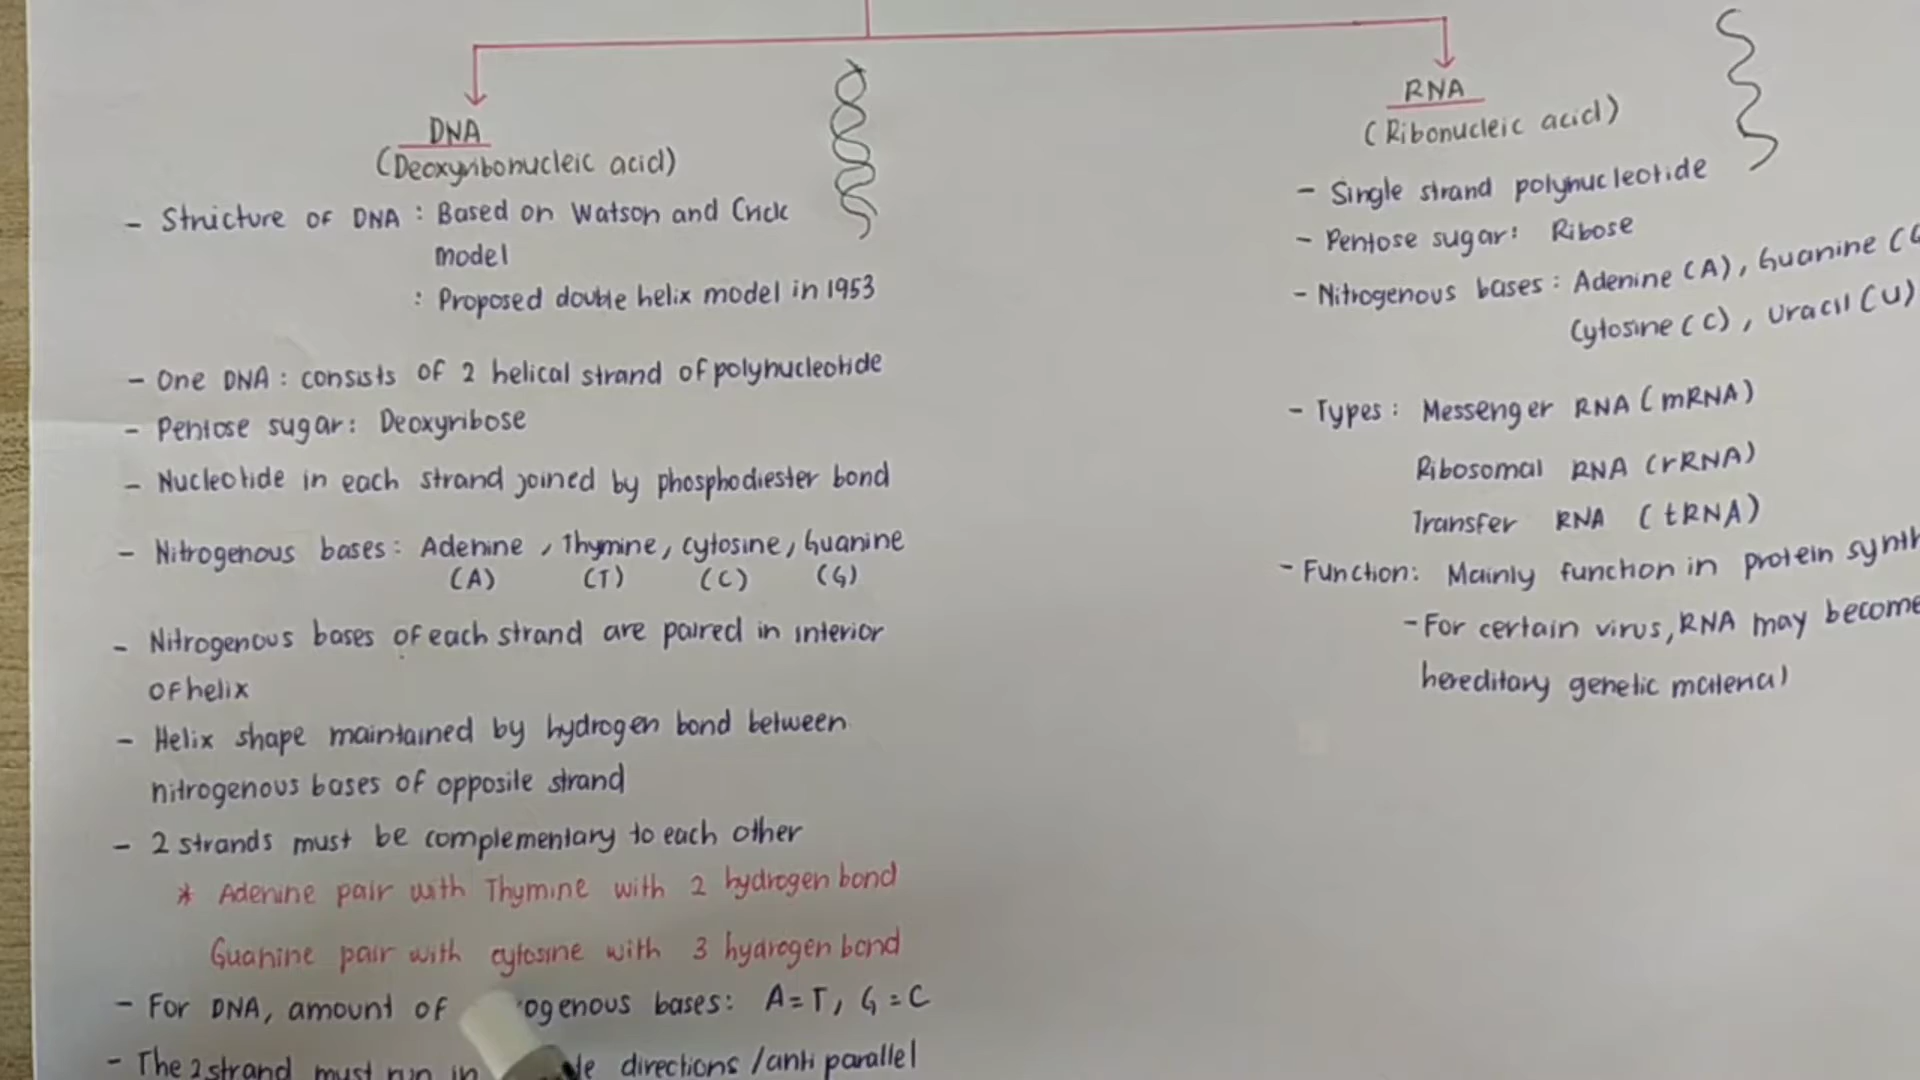 DNA
(Deoxyribonucleic acid)
- Structure of DNA : Based on Watson and Crick
model
: Proposed double helix model in 1953
- One DNA : consists of 2 helical strand of polynucleotide
- Pentose sugar : Deoxyribose
- Nucleotide in each strand joined by phosphodiester bond
- Nitrogenous bases : Adenine , Thymine, cytosine, Guanine
(A) (T) (C) (G)
- Nitrogenous bases of each strand are paired in interior
of helix
- Helix shape maintained by hydrogen bond between
nitrogenous bases of opposite strand
- 2 strands must be complementary to each other
* Adenine pair with Thymine with 2 hydrogen bond
Guanine pair with cytosine with 3 hydrogen bond
- For DNA, amount of ogenous bases : A=T, G=C
- The 2 strand must run in directions / anti parallel
RNA
(Ribonucleic acid)
- Single strand polynucleotide
- Pentose sugar : Ribose
- Nitrogenous bases : Adenine (A), Guanine
Cytosine (C) , Uracil (U)
- Types : Messenger RNA (mRNA)
Ribosomal RNA (rRNA)
Transfer RNA (tRNA)
- Function : Mainly function in protein synth
- For certain virus, RNA may become
hereditary genetic material